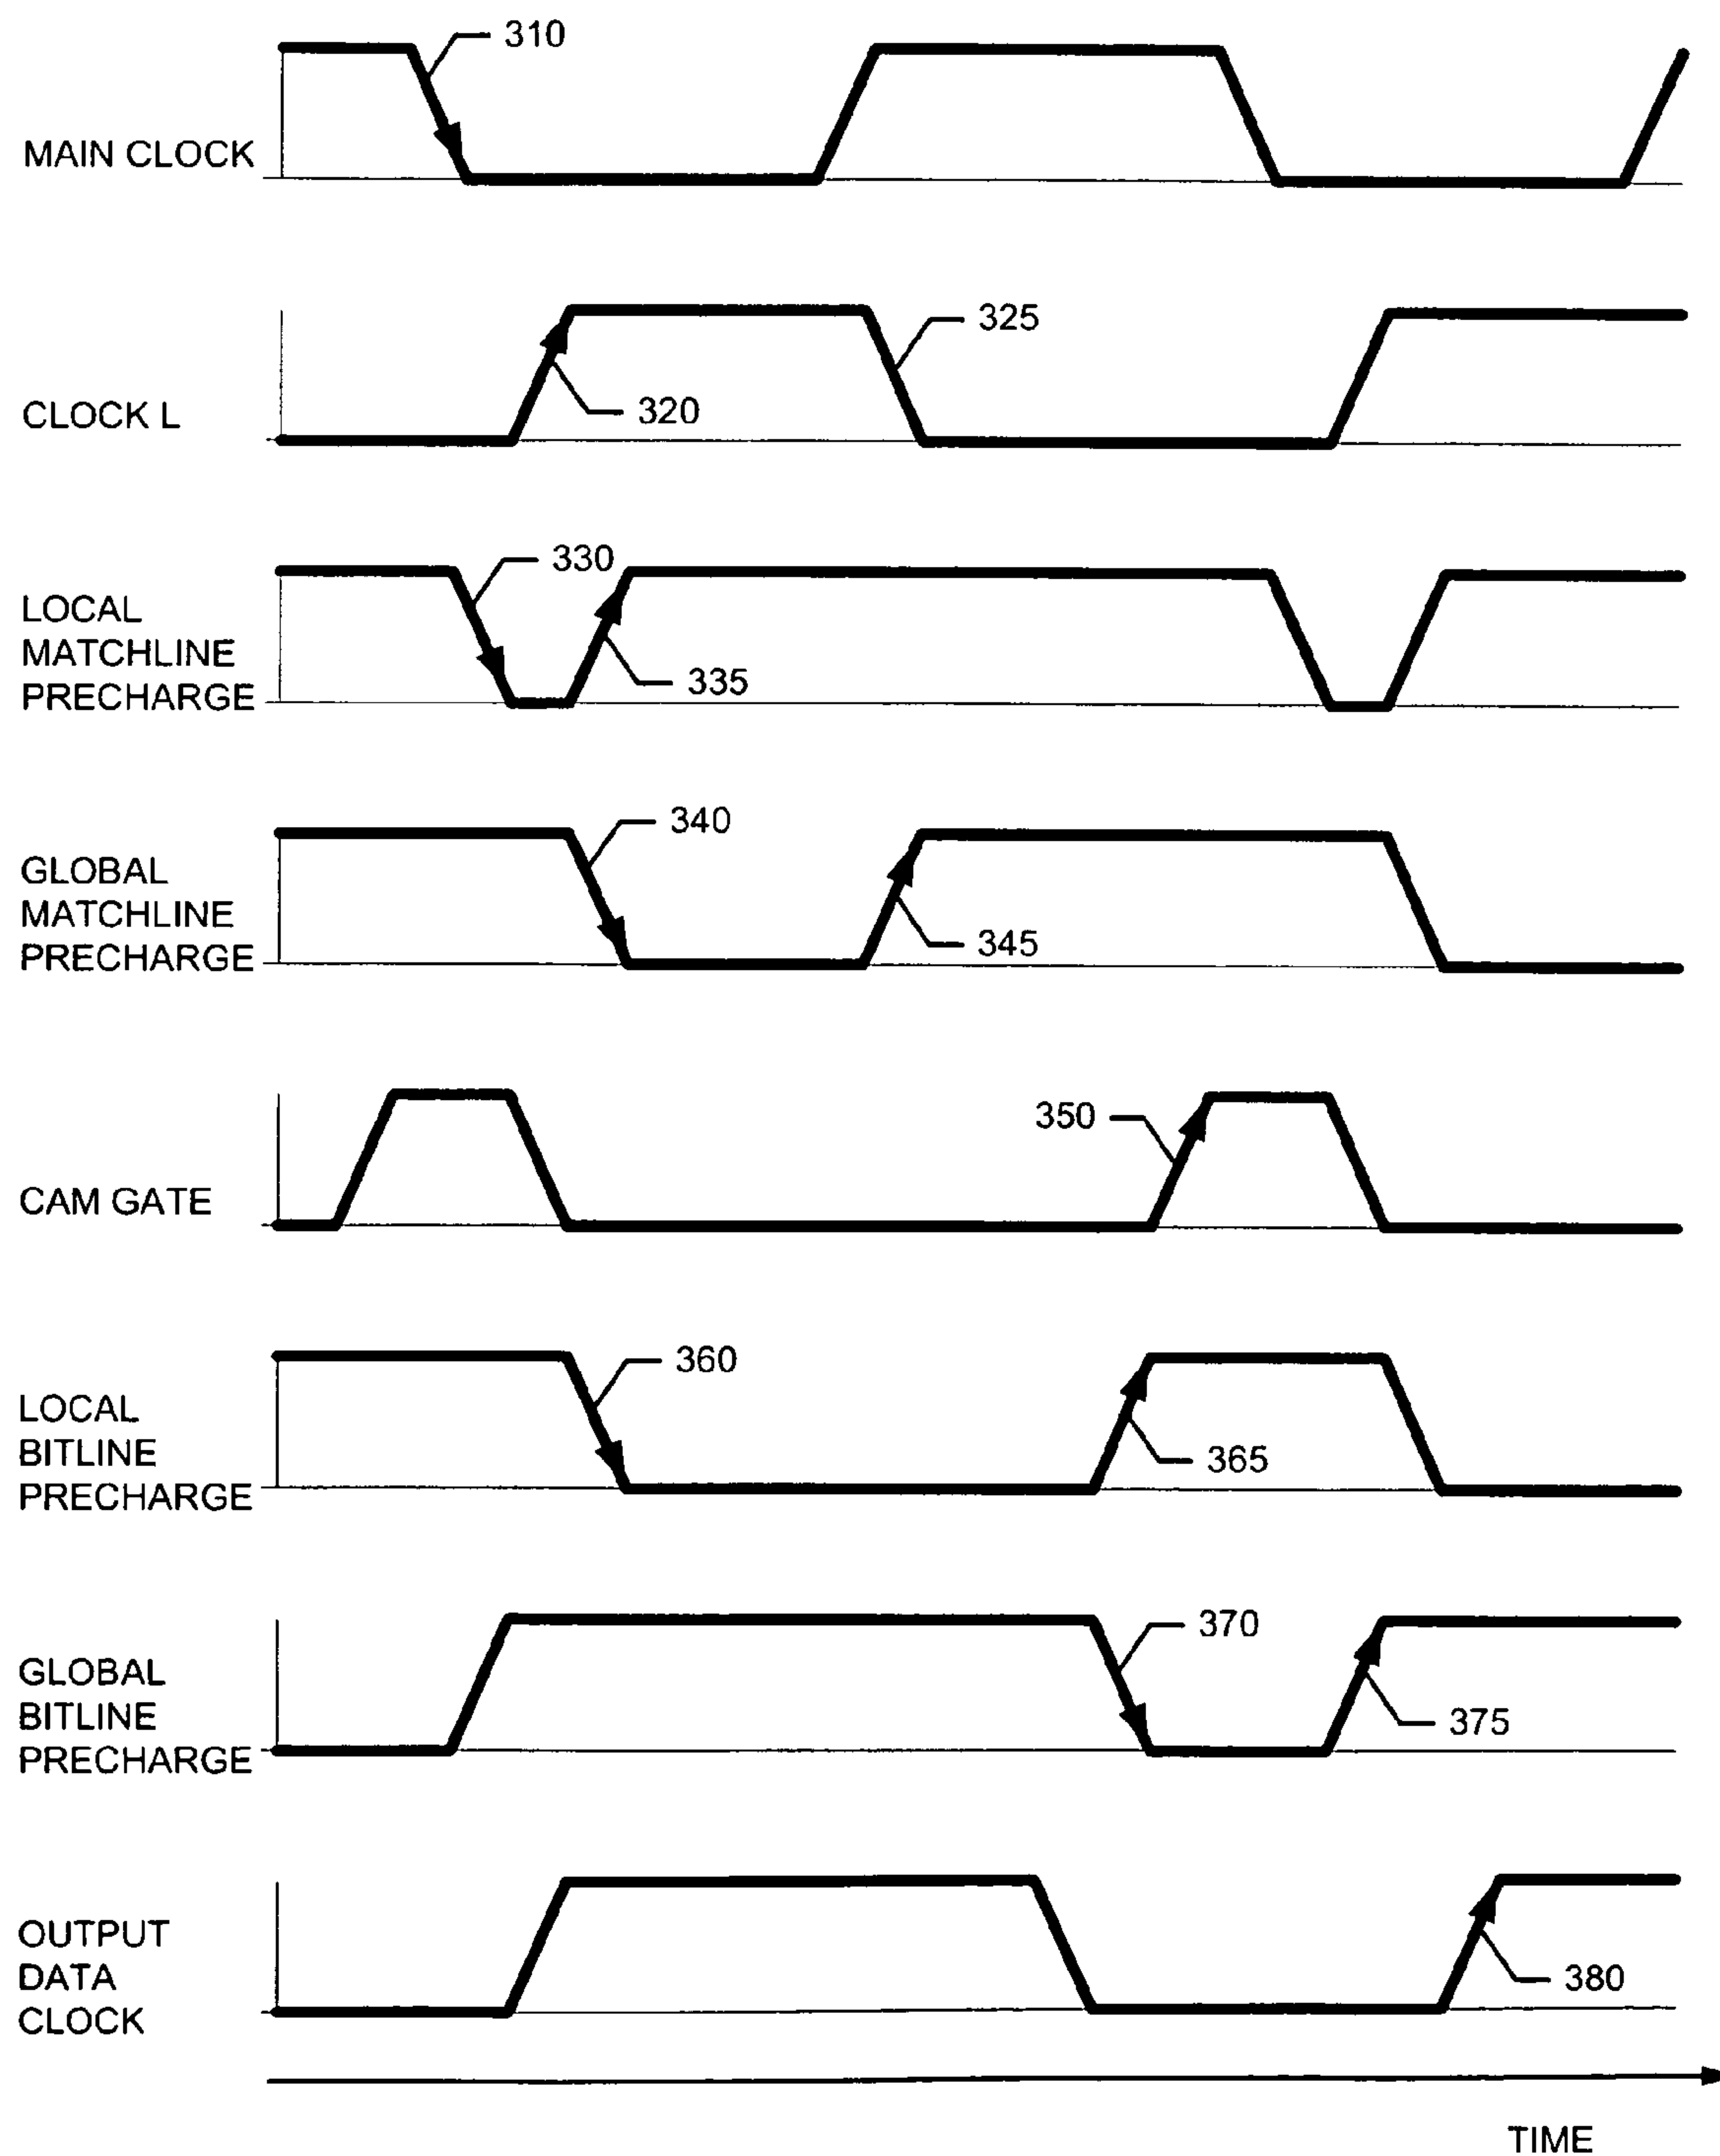 310
MAIN CLOCK
325
320
CLOCK L
330
LOCAL
MATCHLINE
PRECHARGE
335
340
GLOBAL
MATCHLINE
PRECHARGE
345
350
CAM GATE
360
LOCAL
BITLINE
PRECHARGE
365
370
GLOBAL
BITLINE
PRECHARGE
375
OUTPUT
DATA
CLOCK
380
TIME